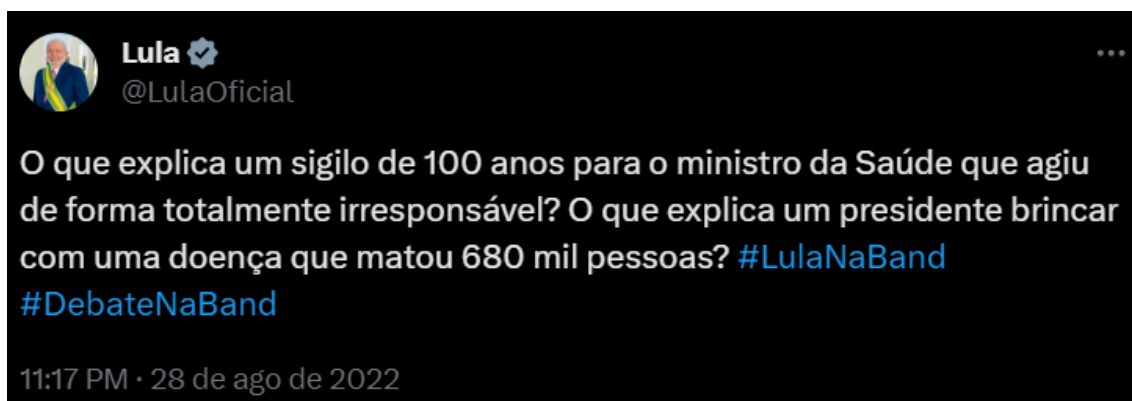 Lula
@LulaOficial
O que explica um sigilo de 100 anos para o ministro da Saúde que agiu
de forma totalmente irresponsável? O que explica um presidente brincar
com uma doença que matou 680 mil pessoas? #LulaNaBand
#DebateNaBand
11:17 PM · 28 de ago de 2022